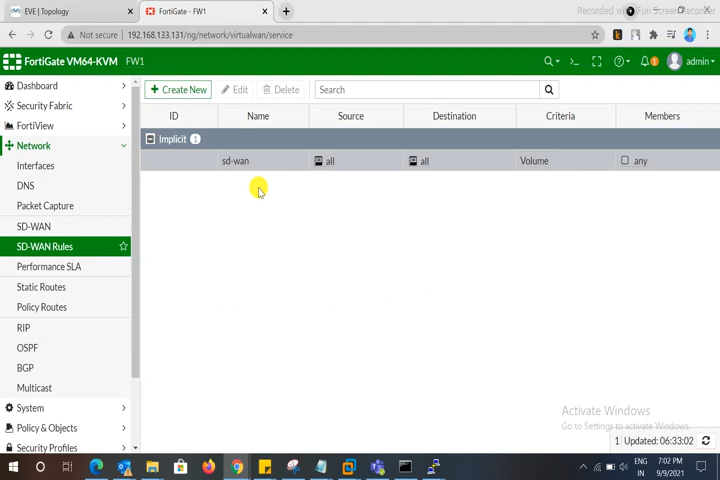 EVE | Topology
FortiGate - FW1
Recorded with iFun Screen Recorder
Not secure | 192.168.133.131/ng/network/virtualwan/service
FortiGate VM64-KVM FW1
1 admin
Dashboard
Security Fabric
FortiView
Network
Interfaces
DNS
Packet Capture
SD-WAN
SD-WAN Rules
Performance SLA
Static Routes
Policy Routes
RIP
OSPF
BGP
Multicast
System
Policy & Objects
Security Profiles
Create New Edit Delete Search
ID Name Source Destination Criteria Members
Implicit 1
sd-wan all all Volume any
Activate Windows
Go to Settings to activate Windows.
1 Updated: 06:33:02
ENG
IN
7:02 PM
9/9/2021